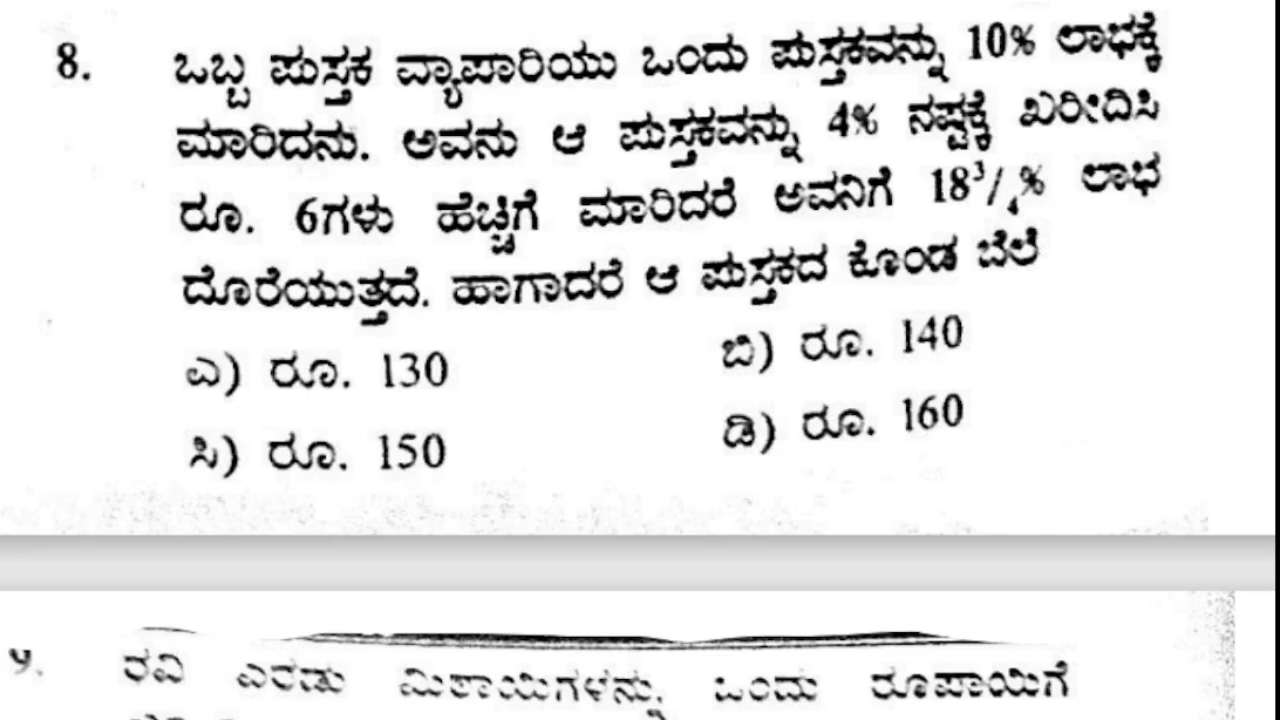 8. ಒಬ್ಬ ಪುಸ್ತಕ ವ್ಯಾಪಾರಿಯು ಒಂದು ಪುಸ್ತಕವನ್ನು 10% ಲಾಭಕ್ಕೆ
ಮಾರಿದನು. ಅವನು ಆ ಪುಸ್ತಕವನ್ನು 4% ನಷ್ಟಕ್ಕೆ ಖರೀದಿಸಿ
ರೂ. 6ಗಳು ಹೆಚ್ಚಿಗೆ ಮಾರಿದರೆ ಅವನಿಗೆ 18³/₄% ಲಾಭ
ದೊರೆಯುತ್ತದೆ. ಹಾಗಾದರೆ ಆ ಪುಸ್ತಕದ ಕೊಂಡ ಬೆಲೆ
ಎ) ರೂ. 130 ಬಿ) ರೂ. 140
ಸಿ) ರೂ. 150 ಡಿ) ರೂ. 160
ರವಿ ಎರಡು ಮಿಠಾಯಿಗಳನ್ನು ಒಂದು ರೂಪಾಯಿಗೆ